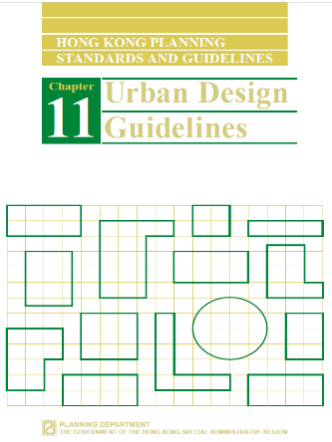 HONG KONG PLANNING
STANDARDS AND GUIDELINES
Chapter
11
Urban Design
Guidelines
PLANNING DEPARTMENT
THE GOVERNMENT OF THE HONG KONG SPECIAL ADMINISTRATIVE REGION